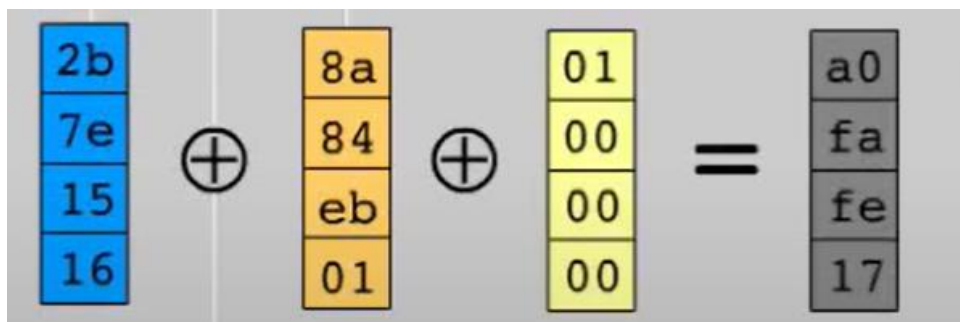 2b 8a 01 a0
7e ⊕ 84 ⊕ 00 = fa
15 eb 00 fe
16 01 00 17